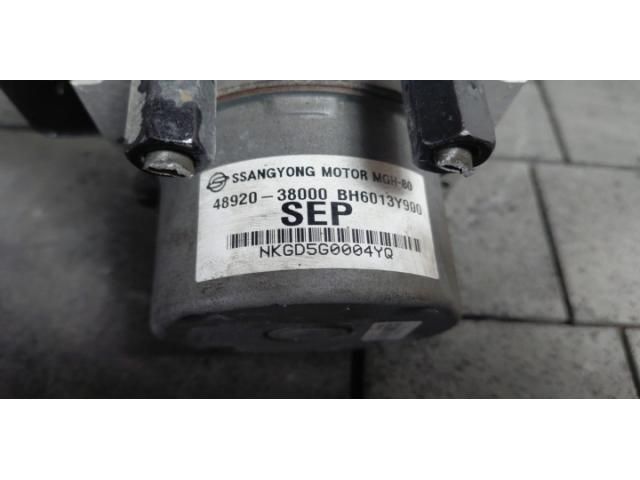 SSANGYONG MOTOR MGH-80
48920-38000 BH6013Y900
SEP
NKGD5G0004YQ